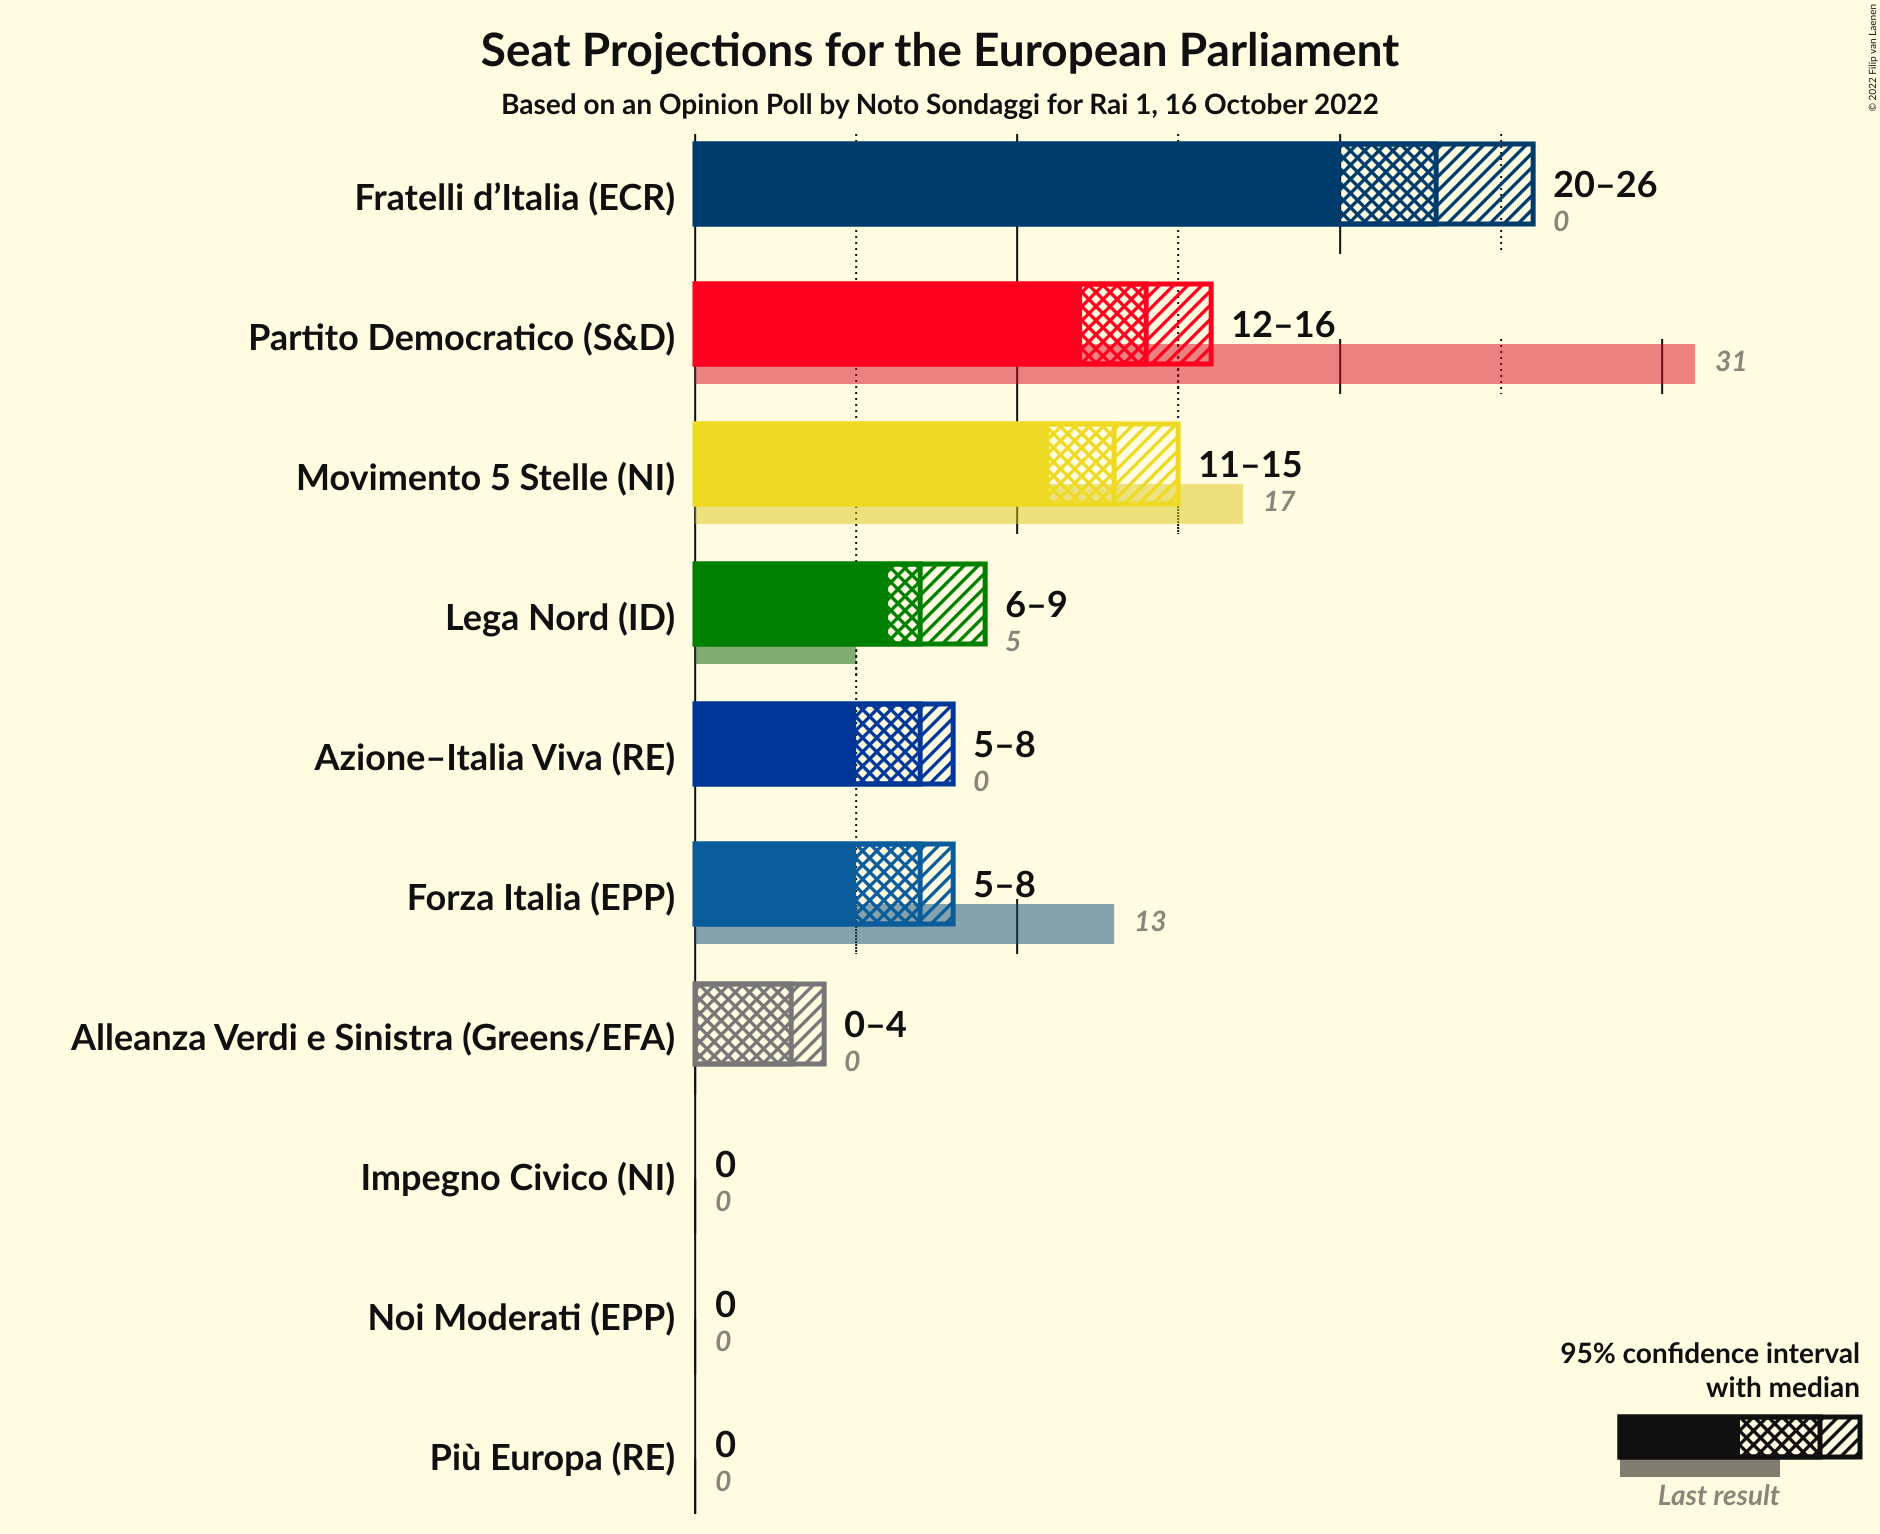 Seat Projections for the European Parliament
Based on an Opinion Poll by Noto Sondaggi for Rai 1, 16 October 2022
© 2022 Filip van Laenen
Fratelli d’Italia (ECR)
20–26
0
Partito Democratico (S&D)
12–16
31
Movimento 5 Stelle (NI)
11–15
17
Lega Nord (ID)
6–9
5
Azione–Italia Viva (RE)
5–8
0
Forza Italia (EPP)
5–8
13
Alleanza Verdi e Sinistra (Greens/EFA)
0–4
0
Impegno Civico (NI)
0
0
Noi Moderati (EPP)
0
0
Più Europa (RE)
0
0
95% confidence interval
with median
Last result